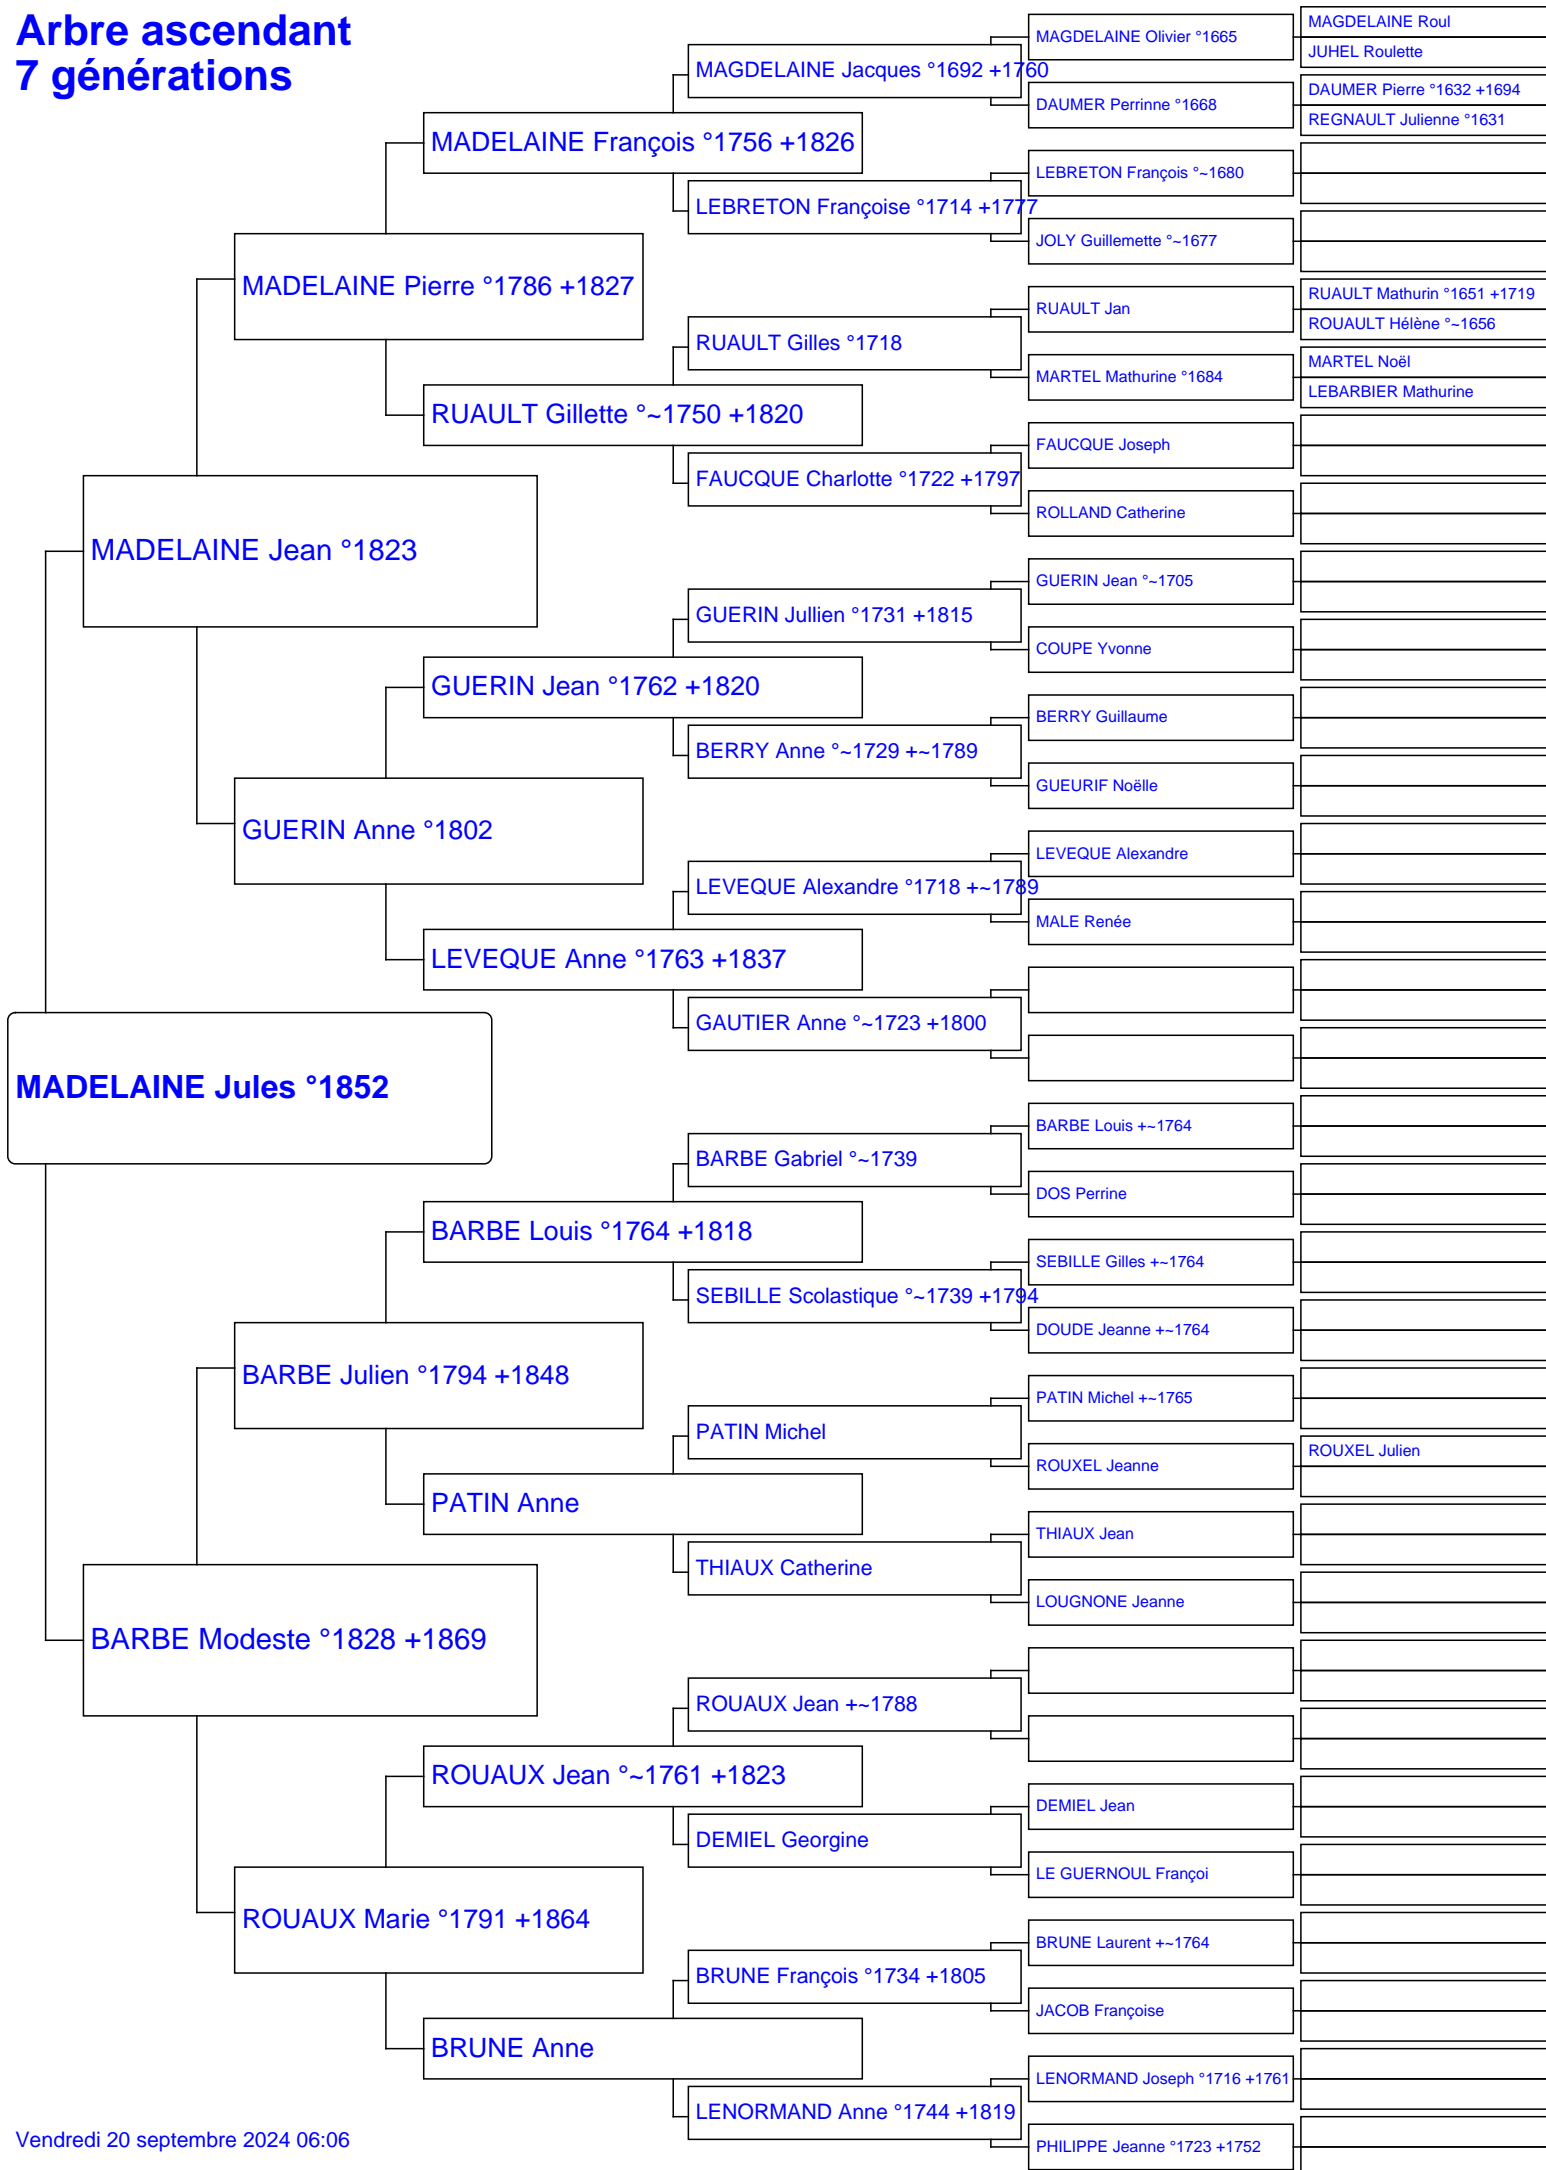 Arbre ascendant
7 générations
MADELAINE Jules °1852
MADELAINE Jean °1823
BARBE Modeste °1828 +1869
MADELAINE Pierre °1786 +1827
GUERIN Anne °1802
BARBE Julien °1794 +1848
ROUAUX Marie °1791 +1864
MADELAINE François °1756 +1826
RUAULT Gillette °~1750 +1820
GUERIN Jean °1762 +1820
LEVEQUE Anne °1763 +1837
BARBE Louis °1764 +1818
PATIN Anne
ROUAUX Jean °~1761 +1823
BRUNE Anne
MAGDELAINE Jacques °1692 +1760
LEBRETON Françoise °1714 +1777
RUAULT Gilles °1718
FAUCQUE Charlotte °1722 +1797
GUERIN Jullien °1731 +1815
BERRY Anne °~1729 +~1789
LEVEQUE Alexandre °1718 +~1789
GAUTIER Anne °~1723 +1800
BARBE Gabriel °~1739
SEBILLE Scolastique °~1739 +1794
PATIN Michel
THIAUX Catherine
ROUAUX Jean +~1788
DEMIEL Georgine
BRUNE François °1734 +1805
LENORMAND Anne °1744 +1819
MAGDELAINE Olivier °1665
DAUMER Perrinne °1668
LEBRETON François °~1680
JOLY Guillemette °~1677
RUAULT Jan
MARTEL Mathurine °1684
FAUCQUE Joseph
ROLLAND Catherine
GUERIN Jean °~1705
COUPE Yvonne
BERRY Guillaume
GUEURIF Noëlle
LEVEQUE Alexandre
MALE Renée
BARBE Louis +~1764
DOS Perrine
SEBILLE Gilles +~1764
DOUDE Jeanne +~1764
PATIN Michel +~1765
ROUXEL Jeanne
THIAUX Jean
LOUGNONE Jeanne
DEMIEL Jean
LE GUERNOUL Françoi
BRUNE Laurent +~1764
JACOB Françoise
LENORMAND Joseph °1716 +1761
PHILIPPE Jeanne °1723 +1752
MAGDELAINE Roul
JUHEL Roulette
DAUMER Pierre °1632 +1694
REGNAULT Julienne °1631
RUAULT Mathurin °1651 +1719
ROUAULT Hélène °~1656
MARTEL Noël
LEBARBIER Mathurine
ROUXEL Julien
Vendredi 20 septembre 2024 06:06